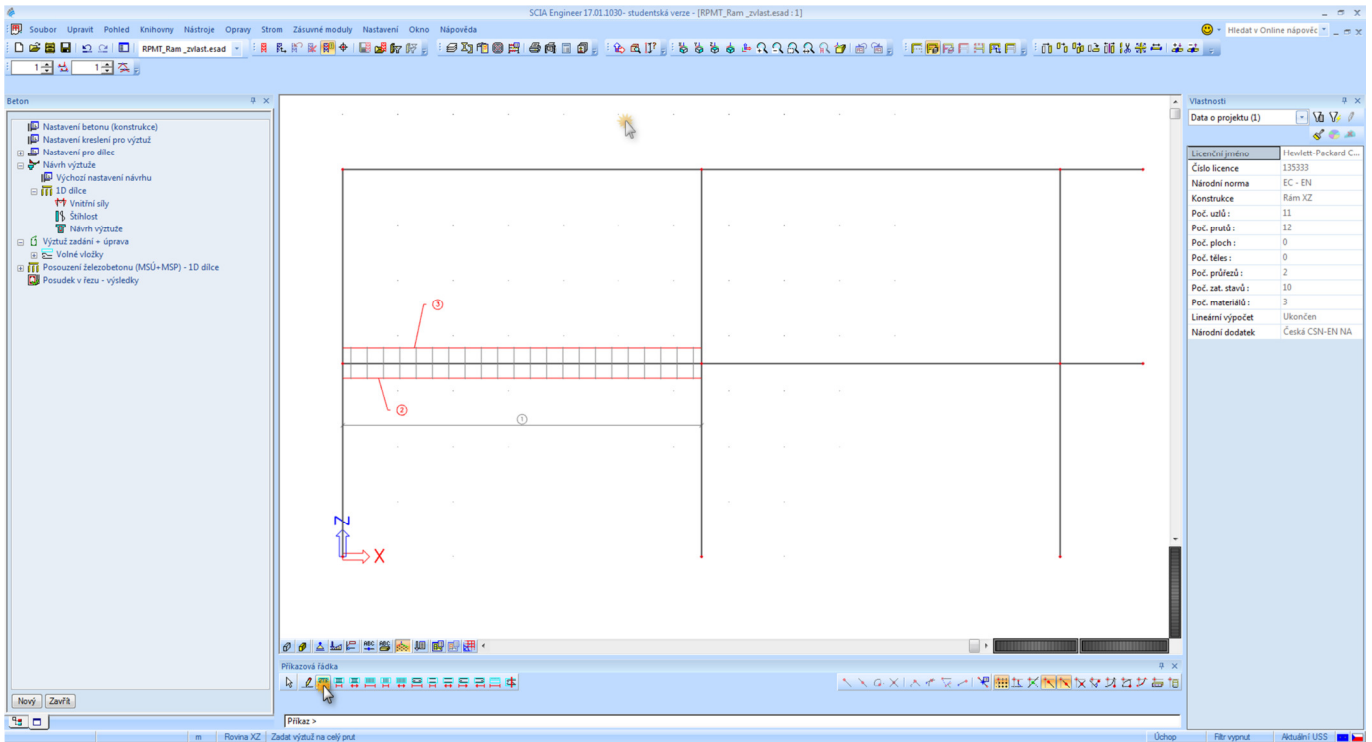 SCIA Engineer 17.01.1030- studentská verze - [RPMT_Ram _zvlast.esad : 1]
Soubor Upravit Pohled Knihovny Nástroje Opravy Strom Zásuvné moduly Nastavení Okno Nápověda
Hledat v Online nápověc
RPMT_Ram _zvlast.esad
1 1
Beton
Nastavení betonu (konstrukce)
Nastavení kreslení pro výztuž
Nastavení pro dílec
Návrh výztuže
Výchozí nastavení návrhu
1D dílce
Vnitřní síly
Štíhlost
Návrh výztuže
Výztuž zadání + úprava
Volné vložky
Posouzení železobetonu (MSÚ+MSP) - 1D dílce
Posudek v řezu - výsledky
Nový Zavřít
3
2
1
Z
X
Vlastnosti
Data o projektu (1)
Licenční jméno Hewlett-Packard C...
Číslo licence 135333
Národní norma EC - EN
Konstrukce Rám XZ
Poč. uzlů : 11
Poč. prutů : 12
Poč. ploch : 0
Poč. těles : 0
Poč. průřezů : 2
Poč. zat. stavů : 10
Poč. materiálů : 3
Lineární výpočet Ukončen
Národní dodatek Česká CSN-EN NA
Příkazová řádka
Příkaz >
m Rovina XZ Zadat výztuž na celý prut Úchop Filtr vypnut Aktuální USS